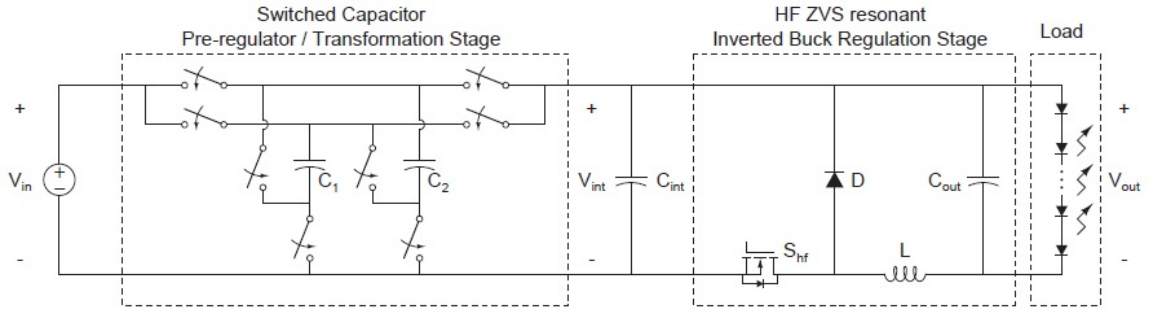 Switched Capacitor
Pre-regulator / Transformation Stage
HF ZVS resonant
Inverted Buck Regulation Stage
Load
+
Vin
+
-
-
C1
C2
+
Vint
-
Cint
D
Shf
L
Cout
+
Vout
-